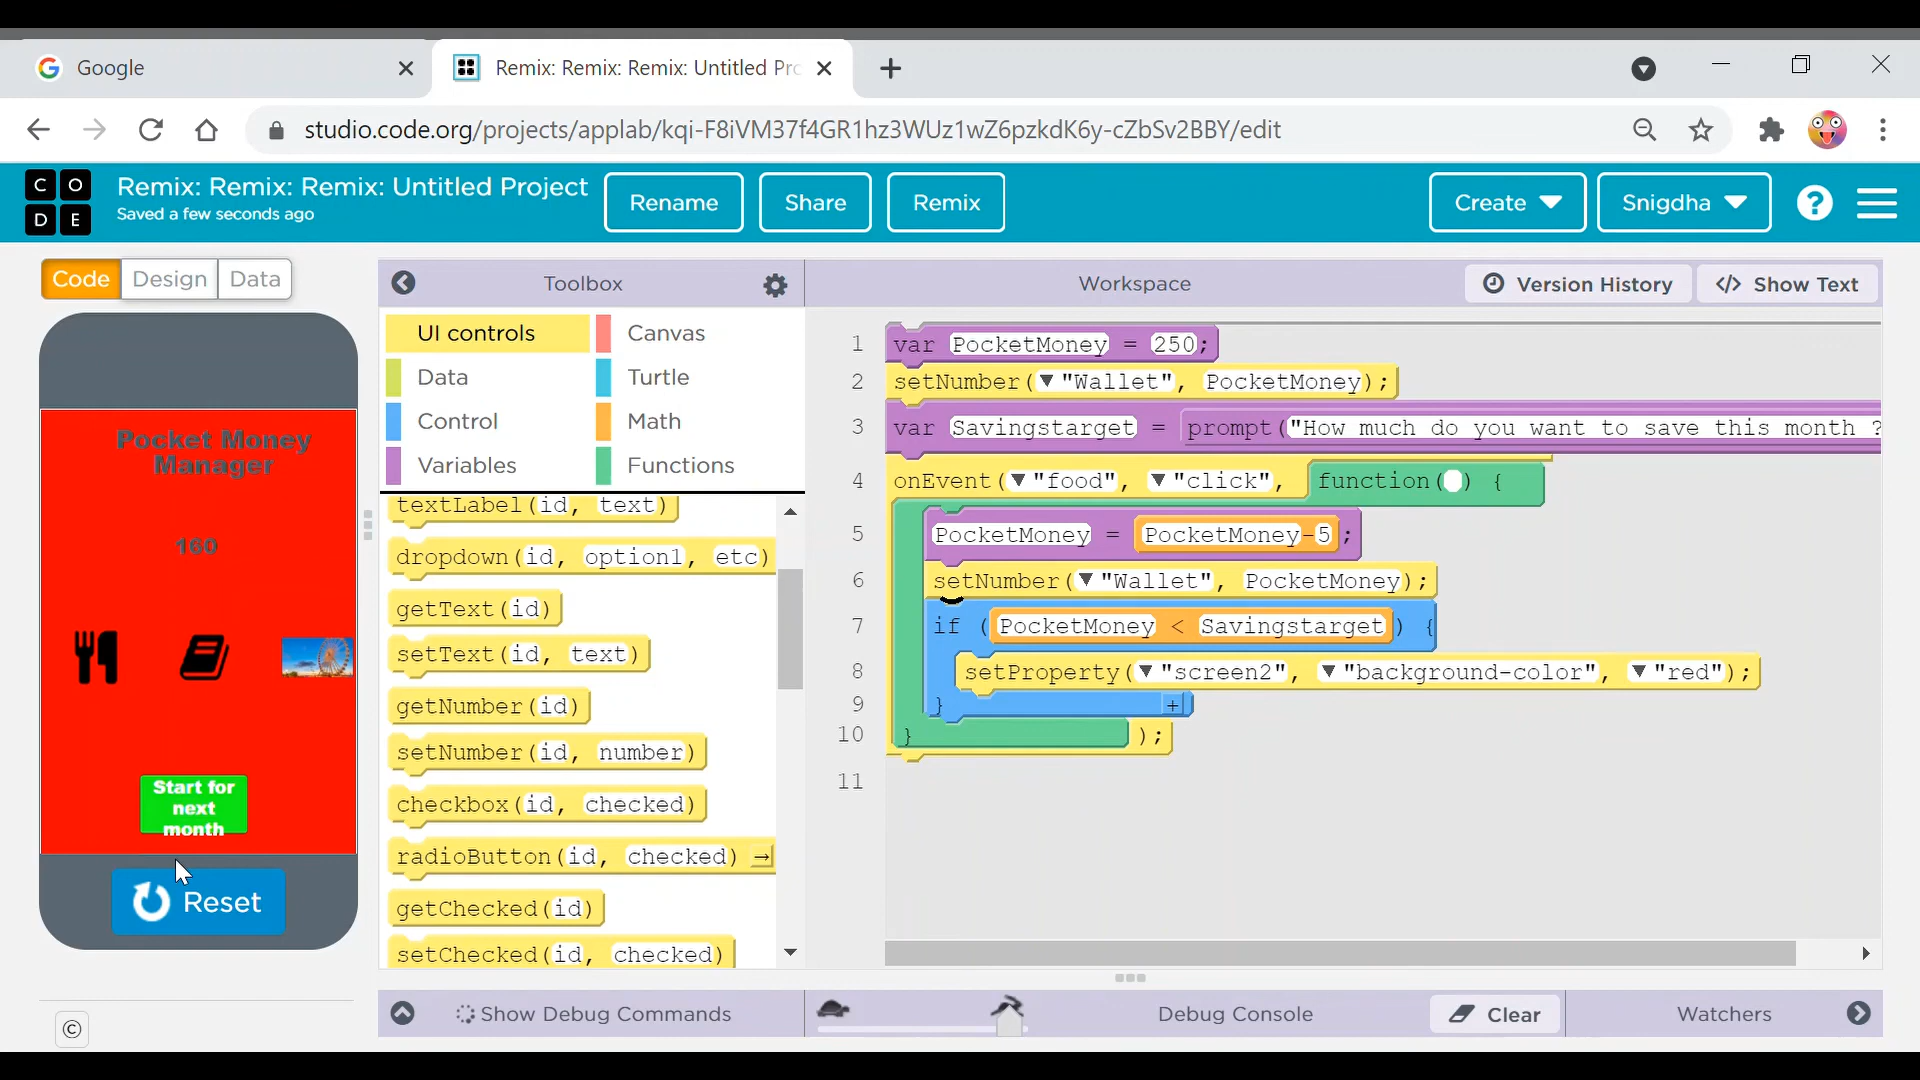 Google
Remix: Remix: Remix: Untitled Pro
studio.code.org/projects/applab/kqi-F8iVM37f4GR1hz3WUz1wZ6pzkdK6y-cZbSv2BBY/edit
C O
D E
Remix: Remix: Remix: Untitled Project
Saved a few seconds ago
Rename
Share
Remix
Create
Snigdha
?
Code
Design
Data
Toolbox
Workspace
Version History
</> Show Text
Pocket Money
Manager
160
Start for
next
month
Reset
©
UI controls
Canvas
Data
Turtle
Control
Math
Variables
Functions
textLabel(id, text)
dropdown(id, option1, etc)
getText(id)
setText(id, text)
getNumber(id)
setNumber(id, number)
checkbox(id, checked)
radioButton(id, checked) →
getChecked(id)
setChecked(id, checked)
1 var PocketMoney = 250;
2 setNumber(▼"Wallet", PocketMoney);
3 var Savingstarget = prompt("How much do you want to save this month ?
4 onEvent(▼"food", ▼"click", function() {
5 PocketMoney = PocketMoney-5;
6 setNumber(▼"Wallet", PocketMoney);
7 if (PocketMoney < Savingstarget) {
8 setProperty(▼"screen2", ▼"background-color", ▼"red");
9 } +
10 } );
11
Show Debug Commands
Debug Console
Clear
Watchers